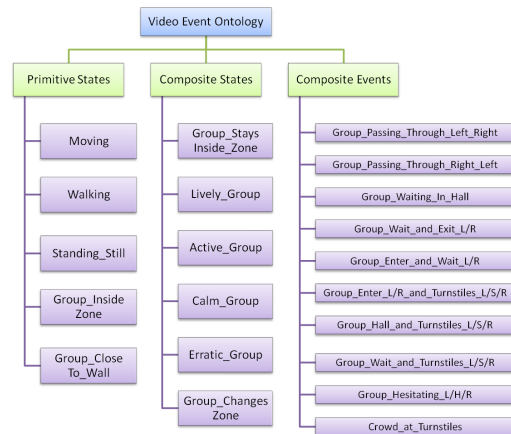 Video Event Ontology
Primitive States
Composite States
Composite Events
Moving
Walking
Standing_Still
Group_Inside
Zone
Group_Close
To_Wall
Group_Stays
Inside_Zone
Lively_Group
Active_Group
Calm_Group
Erratic_Group
Group_Changes
Zone
Group_Passing_Through_Left_Right
Group_Passing_Through_Right_Left
Group_Waiting_In_Hall
Group_Wait_and_Exit_L/R
Group_Enter_and_Wait_L/R
Group_Enter_L/R_and_Turnstiles_L/S/R
Group_Hall_and_Turnstiles_L/S/R
Group_Wait_and_Turnstiles_L/S/R
Group_Hesitating_L/H/R
Crowd_at_Turnstiles